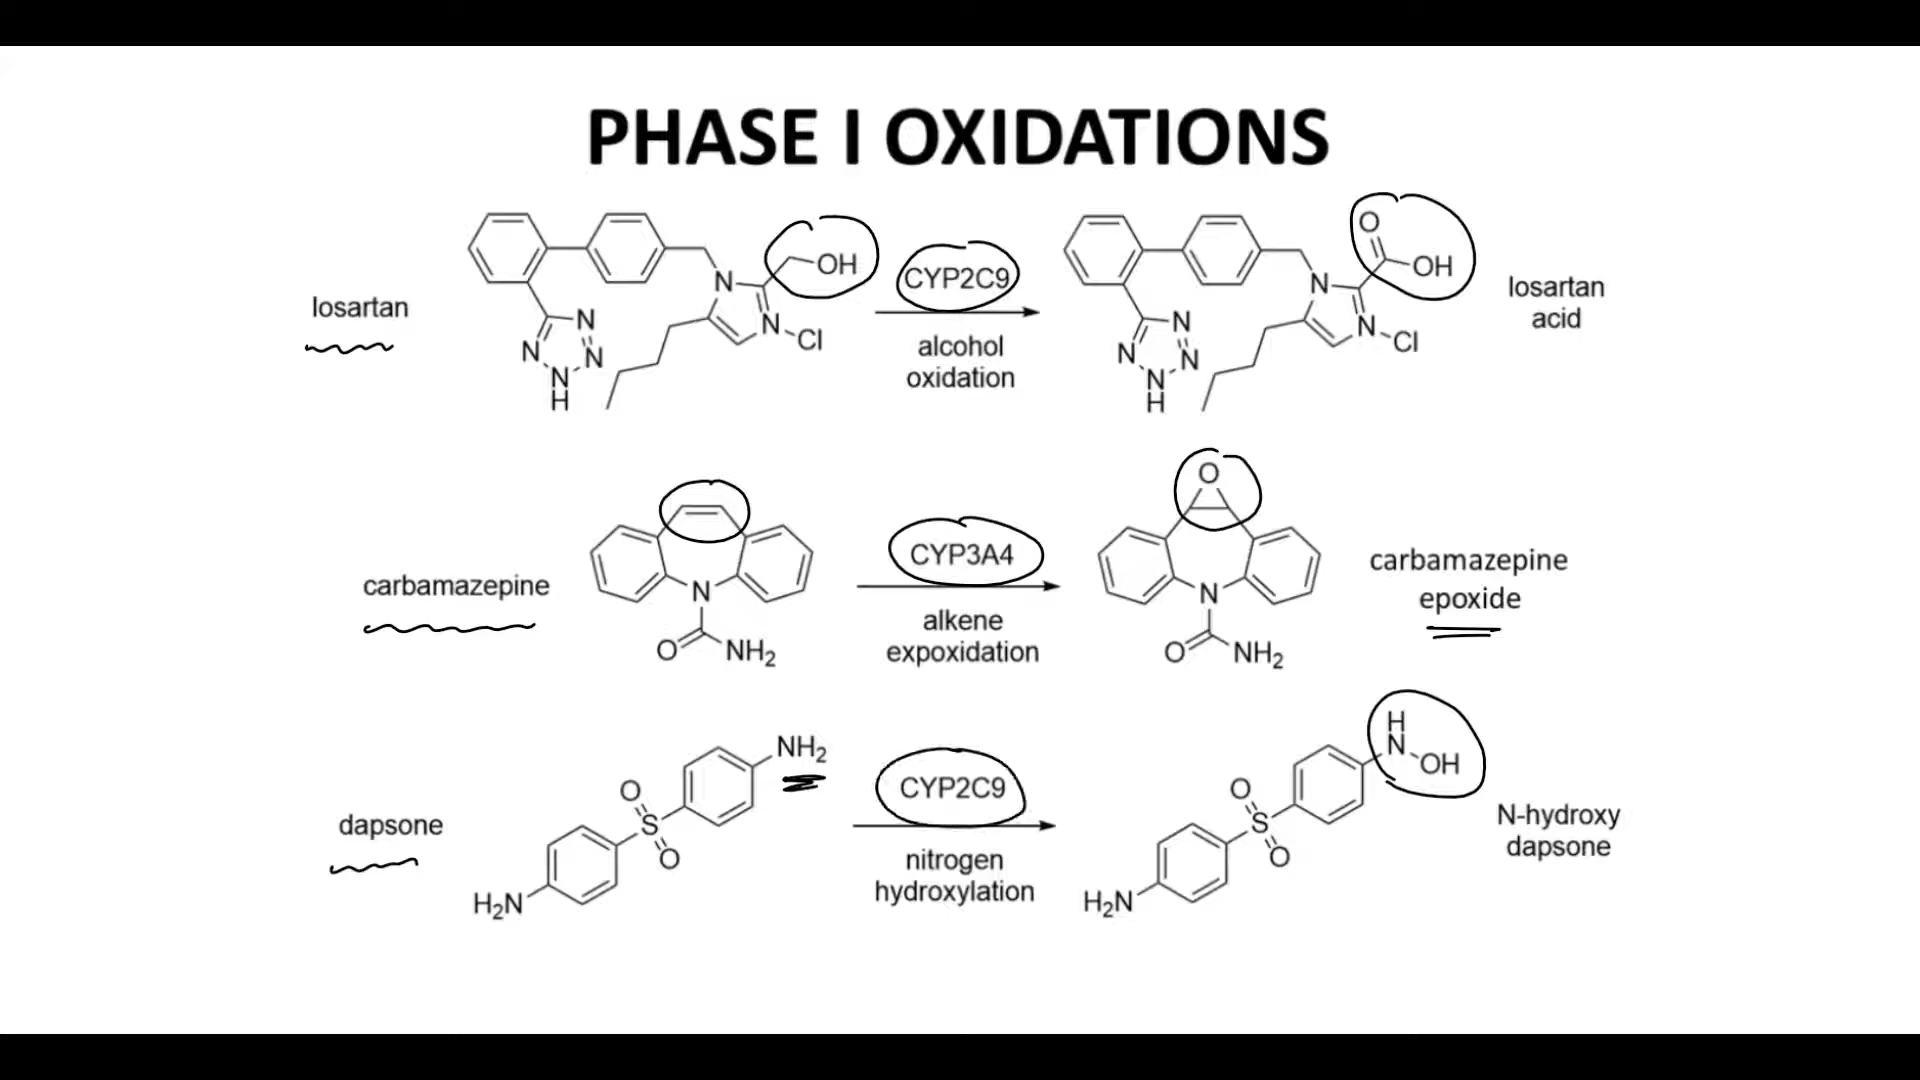 PHASE I OXIDATIONS
losartan
OH
N
N
Cl
N
N
N
N
H
CYP2C9
alcohol
oxidation
O
OH
N
N
Cl
N
N
N
N
H
losartan
acid
carbamazepine
N
O
NH2
CYP3A4
alkene
expoxidation
O
N
O
NH2
carbamazepine
epoxide
dapsone
NH2
O
S
O
H2N
CYP2C9
nitrogen
hydroxylation
H
N
OH
O
S
O
H2N
N-hydroxy
dapsone